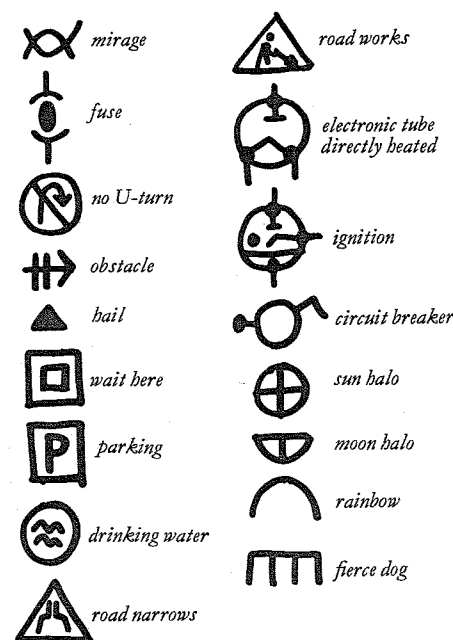 mirage
fuse
no U-turn
obstacle
hail
wait here
P
parking
drinking water
road narrows
road works
electronic tube
directly heated
ignition
circuit breaker
sun halo
moon halo
rainbow
fierce dog